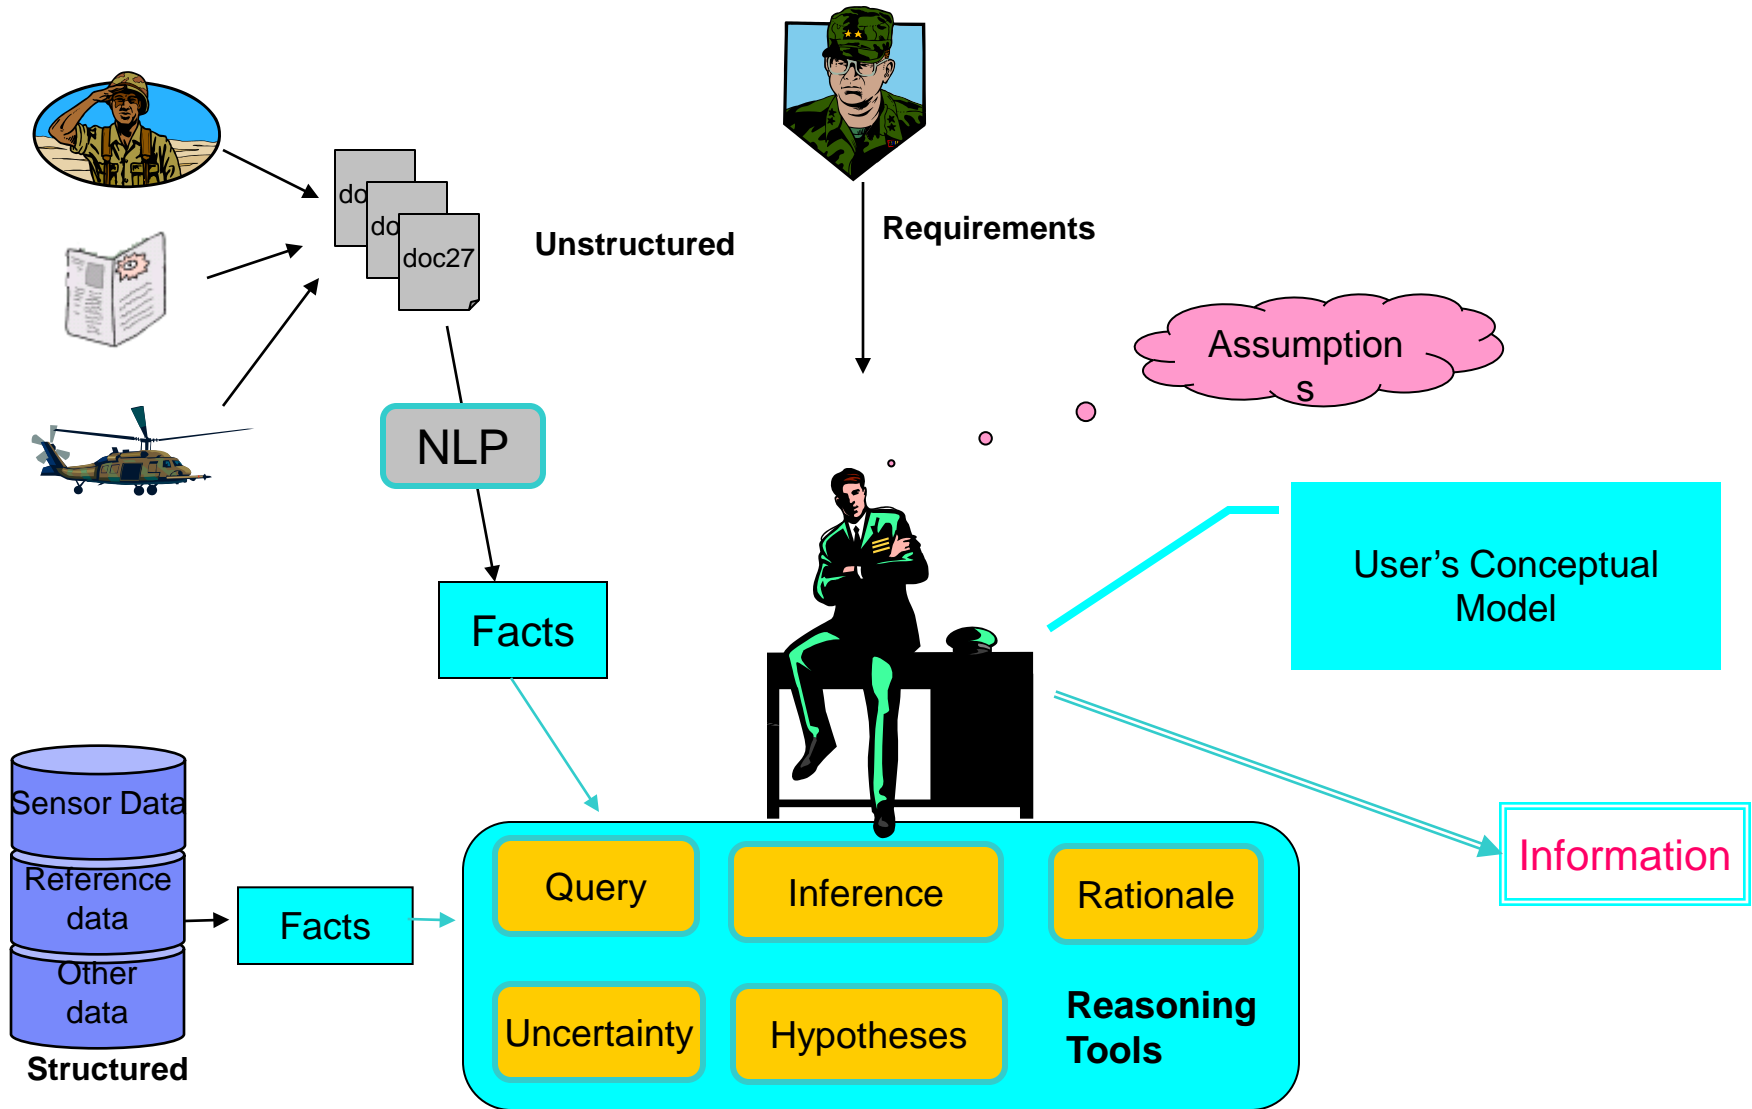 do
do
doc27
Unstructured
Requirements
Assumption
s
NLP
User’s Conceptual
Model
Facts
Sensor Data
Reference
data
Other
data
Structured
Facts
Query
Inference
Rationale
Uncertainty
Hypotheses
Reasoning
Tools
Information